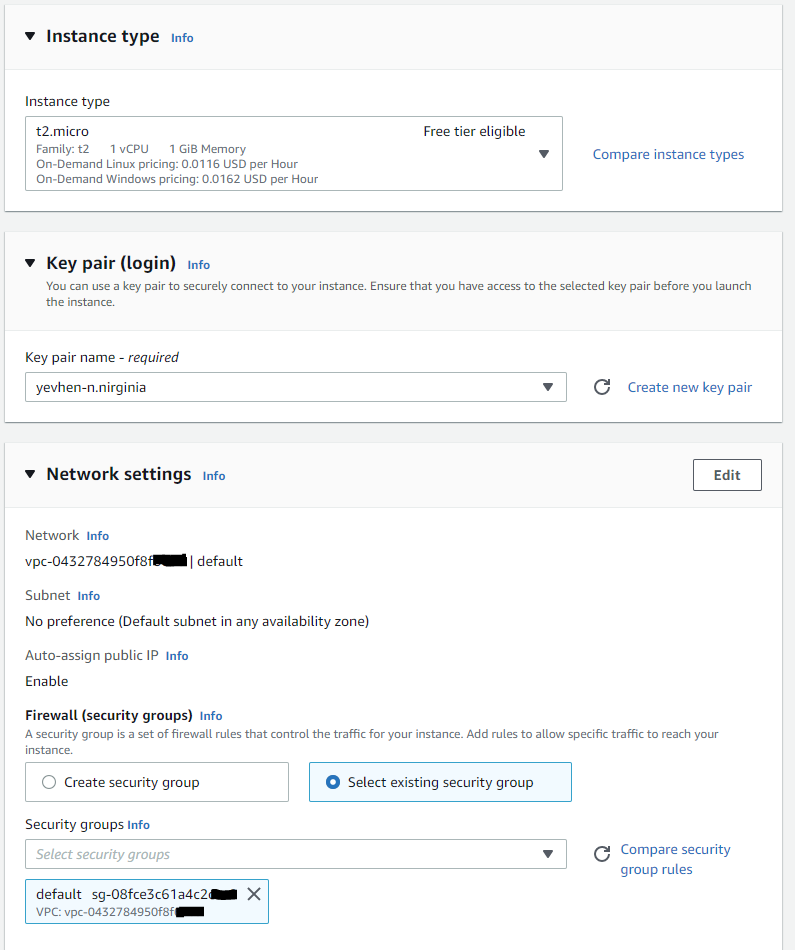 Instance type Info
Instance type
t2.micro Free tier eligible
Family: t2 1 vCPU 1 GiB Memory
On-Demand Linux pricing: 0.0116 USD per Hour
On-Demand Windows pricing: 0.0162 USD per Hour
Compare instance types
Key pair (login) Info
You can use a key pair to securely connect to your instance. Ensure that you have access to the selected key pair before you launch
the instance.
Key pair name - required
yevhen-n.nirginia
Create new key pair
Network settings Info
Edit
Network Info
vpc-0432784950f8f | default
Subnet Info
No preference (Default subnet in any availability zone)
Auto-assign public IP Info
Enable
Firewall (security groups) Info
A security group is a set of firewall rules that control the traffic for your instance. Add rules to allow specific traffic to reach your
instance.
Create security group
Select existing security group
Security groups Info
Select security groups
Compare security
group rules
default sg-08fce3c61a4c2
VPC: vpc-0432784950f8f